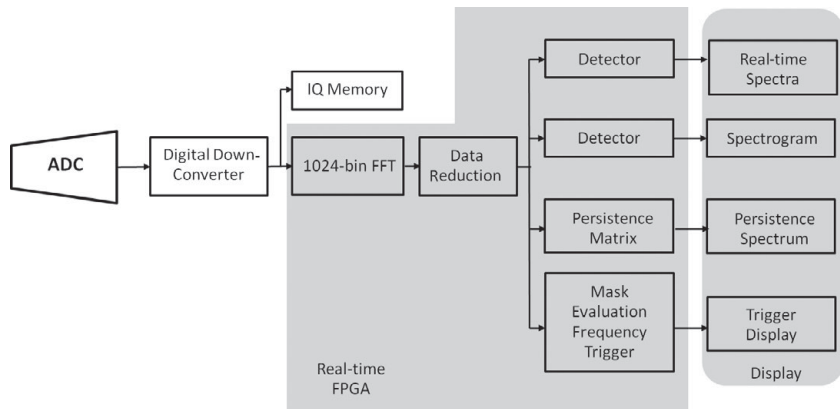 ADC
Digital Down-
Converter
IQ Memory
1024-bin FFT
Data
Reduction
Detector
Detector
Persistence
Matrix
Mask
Evaluation
Frequency
Trigger
Real-time
Spectra
Spectrogram
Persistence
Spectrum
Trigger
Display
Real-time
FPGA
Display